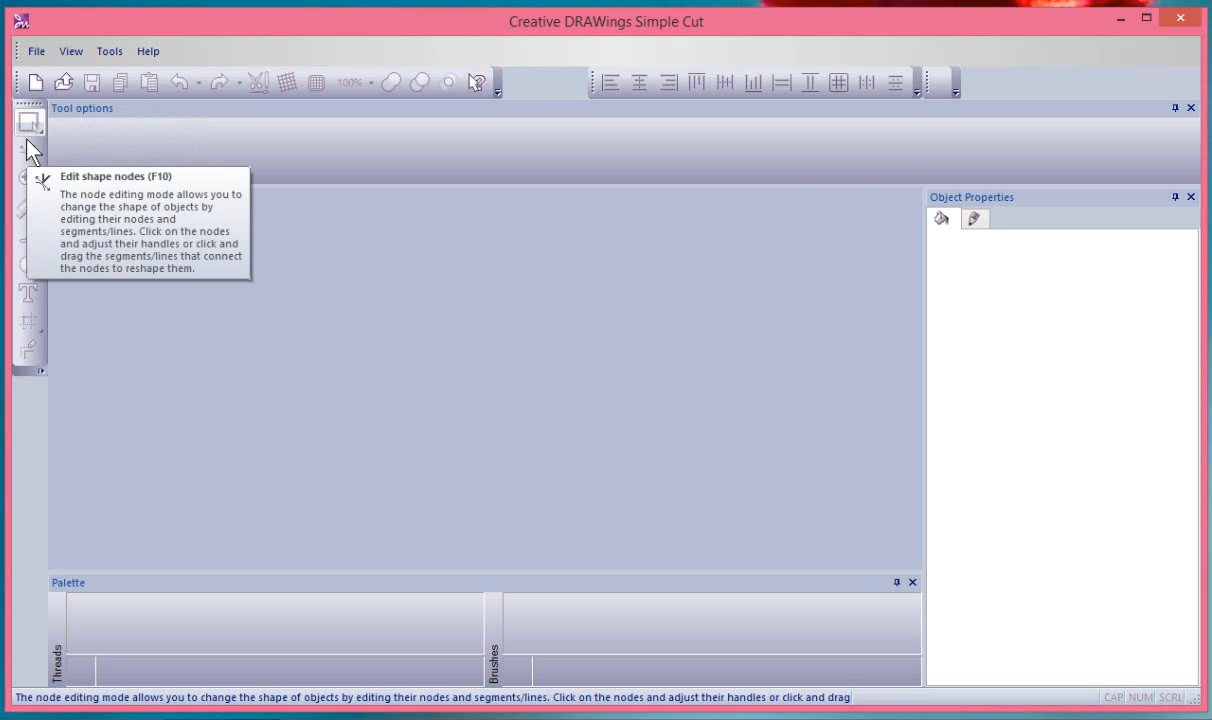 Creative DRAWings Simple Cut
File View Tools Help
100%
Tool options
Edit shape nodes (F10)
The node editing mode allows you to
change the shape of objects by
editing their nodes and
segments/lines. Click on the nodes
and adjust their handles or click and
drag the segments/lines that connect
the nodes to reshape them.
Object Properties
Palette
Threads
Brushes
The node editing mode allows you to change the shape of objects by editing their nodes and segments/lines. Click on the nodes and adjust their handles or click and drag
CAP NUM SCRL